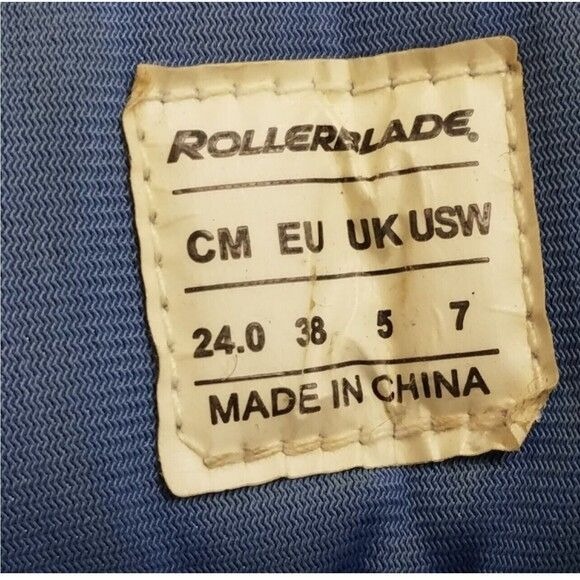 ROLLERBLADE®
CM EU UK USW
24.0 38 5 7
MADE IN CHINA